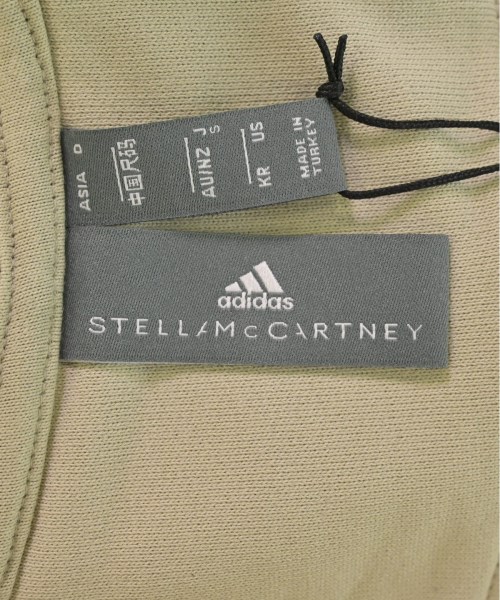 ASIA D
中国尺码
AU/NZ J
S
KR US
MADE IN
TURKEY
adidas
STELLAMcCARTNEY